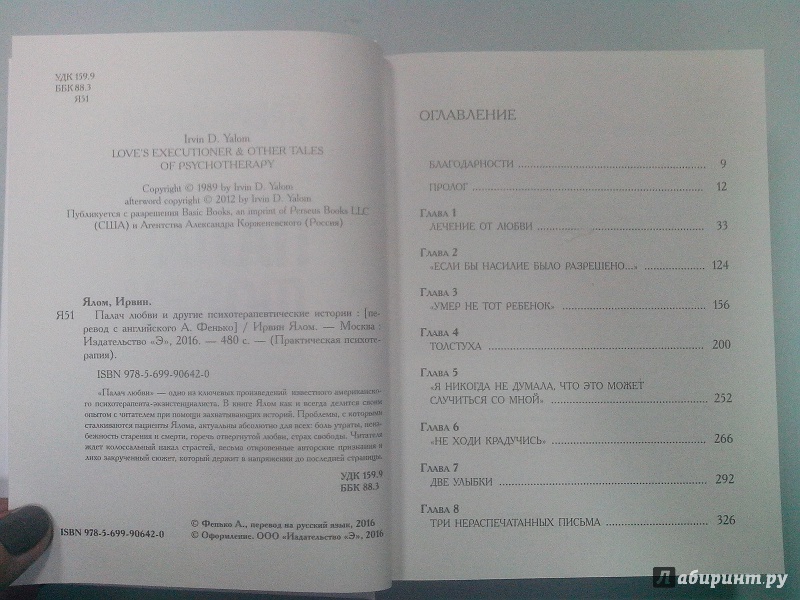 УДК 159.9
ББК 88.3
Я51
Irvin D. Yalom
LOVE'S EXECUTIONER & OTHER TALES
OF PSYCHOTHERAPY
Copyright © 1989 by Irvin D. Yalom
afterword copyright © 2012 by Irvin D. Yalom
Публикуется с разрешения Basic Books, an imprint of Perseus Books LLC
(США) и Агентства Александра Корженевского (Россия)
Ялом, Ирвин.
Я51 Палач любви и другие психотерапевтические истории : [пе-
ревод с английского А. Фенько] / Ирвин Ялом. — Москва :
Издательство «Э», 2016. — 480 с. — (Практическая психоте-
рапия).
ISBN 978-5-699-90642-0
«Палач любви» — одно из ключевых произведений известного американско-
го психотерапевта-экзистенциалиста. В книге Ялом как и всегда делится своим
опытом с читателем при помощи захватывающих историй. Проблемы, с которыми
сталкиваются пациенты Ялома, актуальны абсолютно для всех: боль утраты, неиз-
бежность старения и смерти, горечь отвергнутой любви, страх свободы. Читателя
ждет колоссальный накал страстей, весьма откровенные авторские признания и
лихо закрученный сюжет, который держит в напряжении до последней страницы.
УДК 159.9
ББК 88.3
ISBN 978-5-699-90642-0
© Фенько А., перевод на русский язык, 2016
© Оформление. ООО «Издательство «Э», 2016
ОГЛАВЛЕНИЕ
БЛАГОДАРНОСТИ 9
ПРОЛОГ 12
Глава 1
ЛЕЧЕНИЕ ОТ ЛЮБВИ 33
Глава 2
«ЕСЛИ БЫ НАСИЛИЕ БЫЛО РАЗРЕШЕНО...» 124
Глава 3
«УМЕР НЕ ТОТ РЕБЕНОК» 156
Глава 4
ТОЛСТУХА 200
Глава 5
«Я НИКОГДА НЕ ДУМАЛА, ЧТО ЭТО МОЖЕТ
СЛУЧИТЬСЯ СО МНОЙ» 252
Глава 6
«НЕ ХОДИ КРАДУЧИСЬ» 266
Глава 7
ДВЕ УЛЫБКИ 292
Глава 8
ТРИ НЕРАСПЕЧАТАННЫХ ПИСЬМА 326
Лабиринт.ру